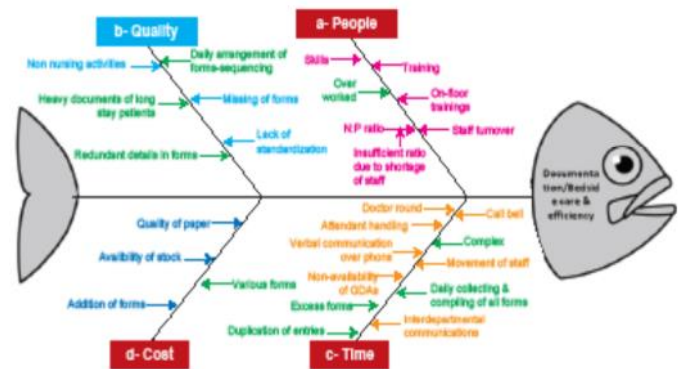 b- Quality
a- People
Non nursing activities
Daily arrangement of
forms-sequencing
Heavy documents of long
stay patients
Missing of forms
Lack of
standardization
Redundant details in forms
Skills
Training
Over
worked
On-floor
trainings
N.P ratio
Staff turnover
Insufficient ratio
due to shortage
of staff
Documenta
tion/Bedsid
e care &
efficiency
Quality of paper
Availibility of stock
Various forms
Addition of forms
Doctor round
Call bell
Attendant handling
Complex
Verbal communication
over phone
Movement of staff
Non-availability
of GDAs
Daily collecting &
compiling of all forms
Excess forms
Interdepartmental
communications
Duplication of entries
d- Cost
c- Time